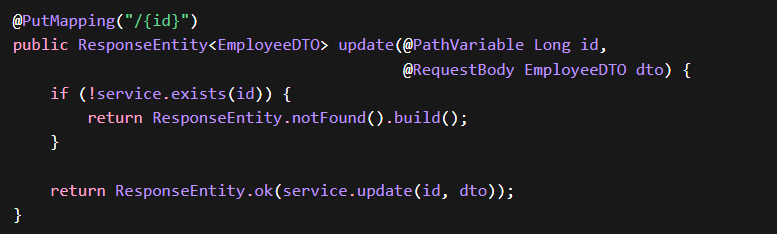 @PutMapping("/{id}")
public ResponseEntity<EmployeeDTO> update(@PathVariable Long id,
                                          @RequestBody EmployeeDTO dto) {
    if (!service.exists(id)) {
        return ResponseEntity.notFound().build();
    }

    return ResponseEntity.ok(service.update(id, dto));
}